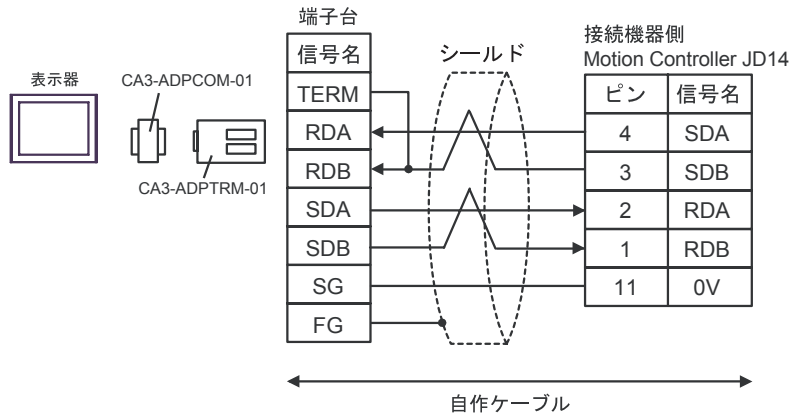 端子台
接続機器側
Motion Controller JD14
信号名
シールド
ピン 信号名
表示器
CA3-ADPCOM-01
CA3-ADPTRM-01
TERM
RDA
RDB
SDA
SDB
SG
FG
4 SDA
3 SDB
2 RDA
1 RDB
11 0V
自作ケーブル